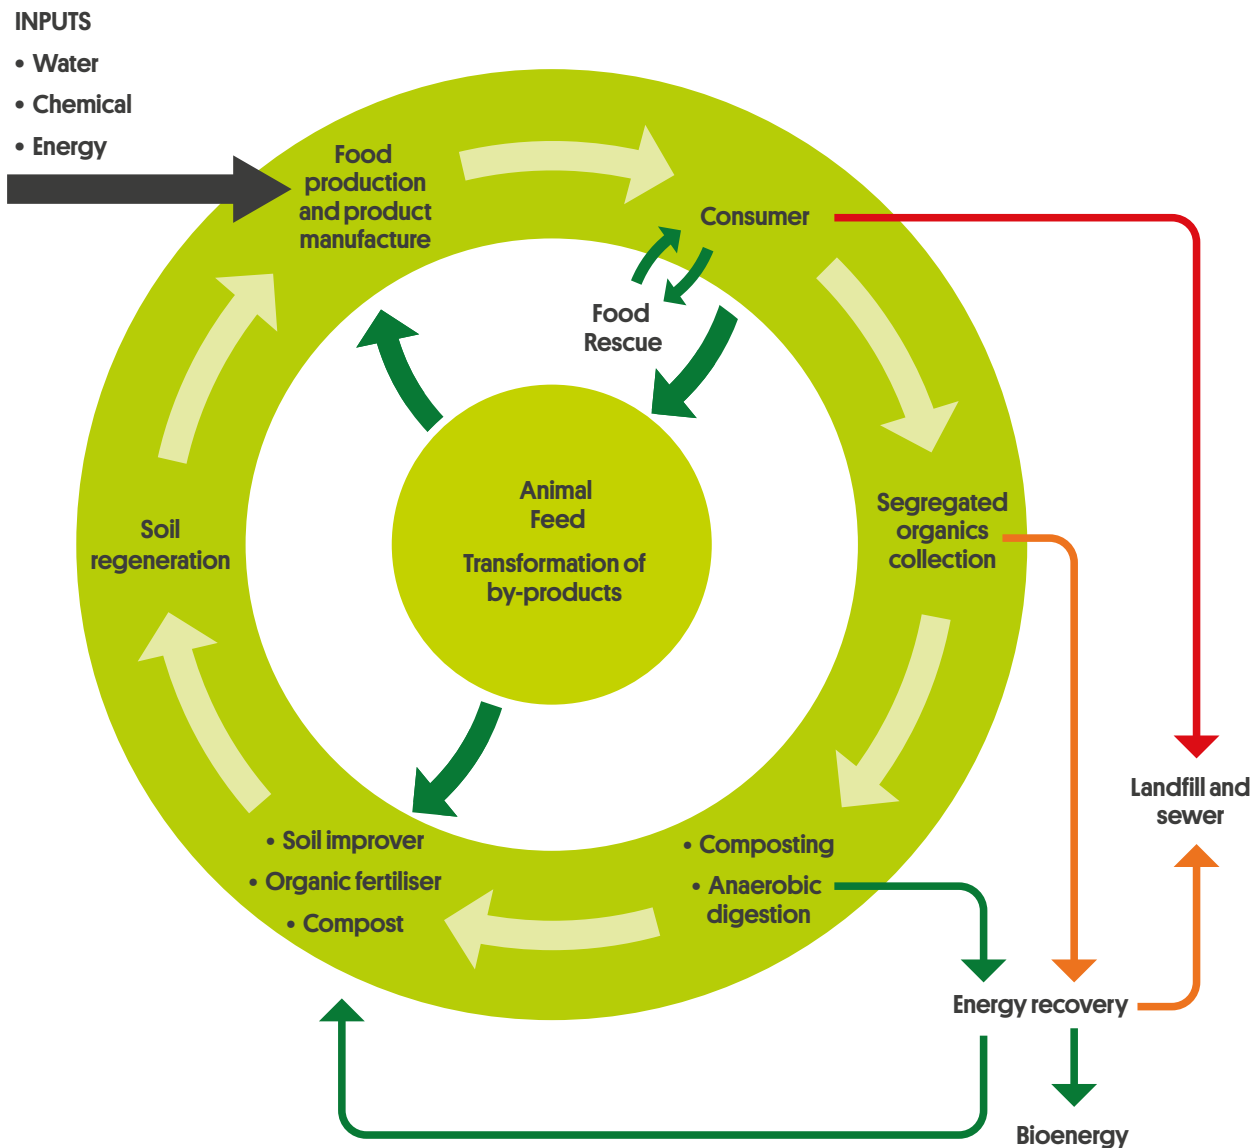 INPUTS
• Water
• Chemical
• Energy
Food
production
and product
manufacture
Consumer
Food
Rescue
Animal
Feed
Transformation of
by-products
Segregated
organics
collection
Soil
regeneration
Landfill and
sewer
• Soil improver
• Organic fertiliser
• Compost
• Composting
• Anaerobic
digestion
Energy recovery
Bioenergy